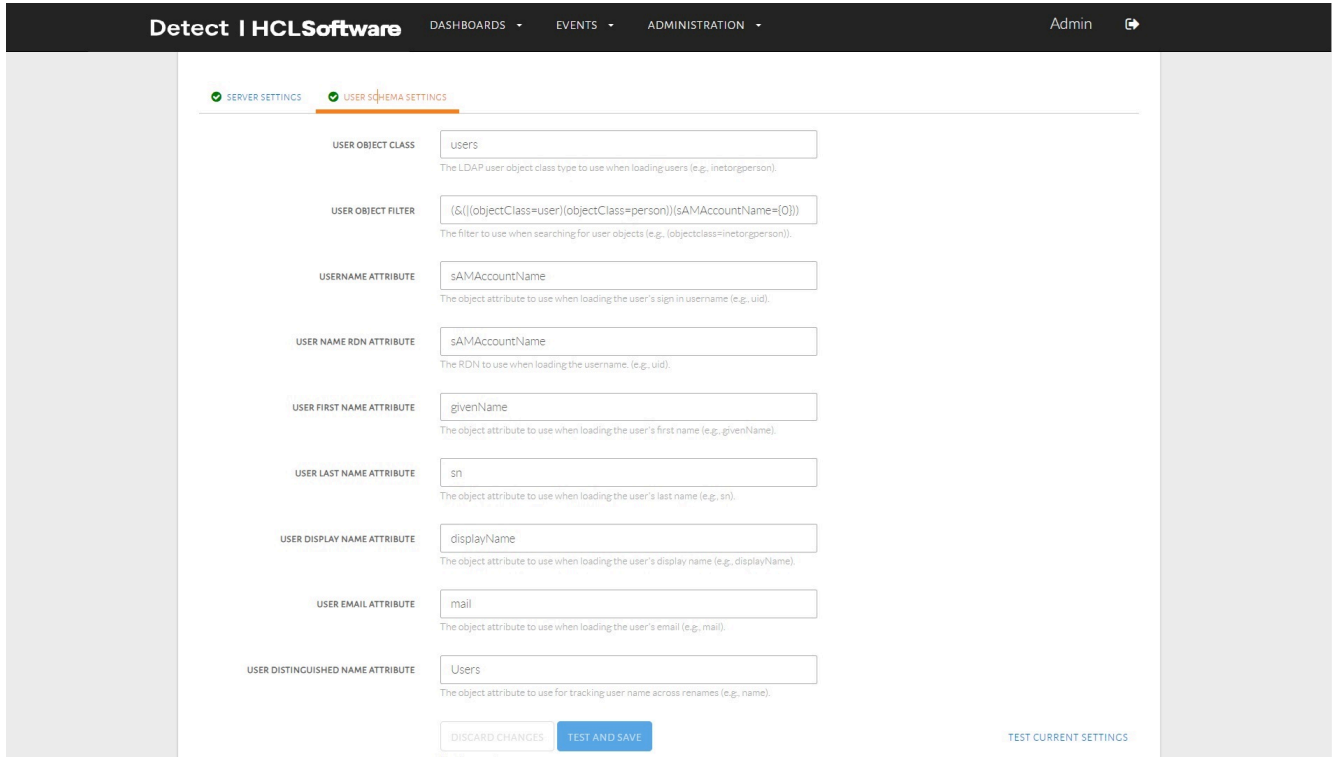 Detect | HCLSoftware DASHBOARDS EVENTS ADMINISTRATION Admin
SERVER SETTINGS USER SCHEMA SETTINGS
USER OBJECT CLASS users
The LDAP user object class type to use when loading users (e.g., inetorgperson).
USER OBJECT FILTER (&(|(objectClass=user)(objectClass=person))(sAMAccountName={0}))
The filter to use when searching for user objects (e.g., (objectclass=inetorgperson)).
USERNAME ATTRIBUTE sAMAccountName
The object attribute to use when loading the user's sign in username (e.g., uid).
USER NAME RDN ATTRIBUTE sAMAccountName
The RDN to use when loading the username. (e.g., uid).
USER FIRST NAME ATTRIBUTE givenName
The object attribute to use when loading the user's first name (e.g., givenName).
USER LAST NAME ATTRIBUTE sn
The object attribute to use when loading the user's last name (e.g., sn).
USER DISPLAY NAME ATTRIBUTE displayName
The object attribute to use when loading the user's display name (e.g., displayName).
USER EMAIL ATTRIBUTE mail
The object attribute to use when loading the user's email (e.g., mail).
USER DISTINGUISHED NAME ATTRIBUTE Users
The object attribute to use for tracking user name across renames (e.g., name).
DISCARD CHANGES TEST AND SAVE TEST CURRENT SETTINGS